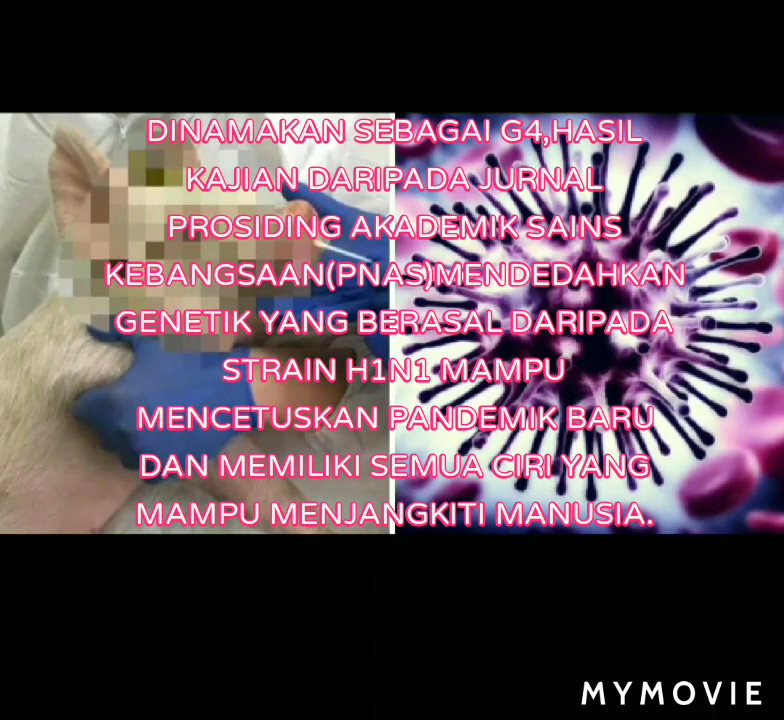 DINAMAKAN SEBAGAI G4,HASIL
KAJIAN DARIPADA JURNAL
PROSIDING AKADEMIK SAINS
KEBANGSAAN(PNAS)MENDEDAHKAN
GENETIK YANG BERASAL DARIPADA
STRAIN H1N1 MAMPU
MENCETUSKAN PANDEMIK BARU
DAN MEMILIKI SEMUA CIRI YANG
MAMPU MENJANGKITI MANUSIA.
MYMOVIE